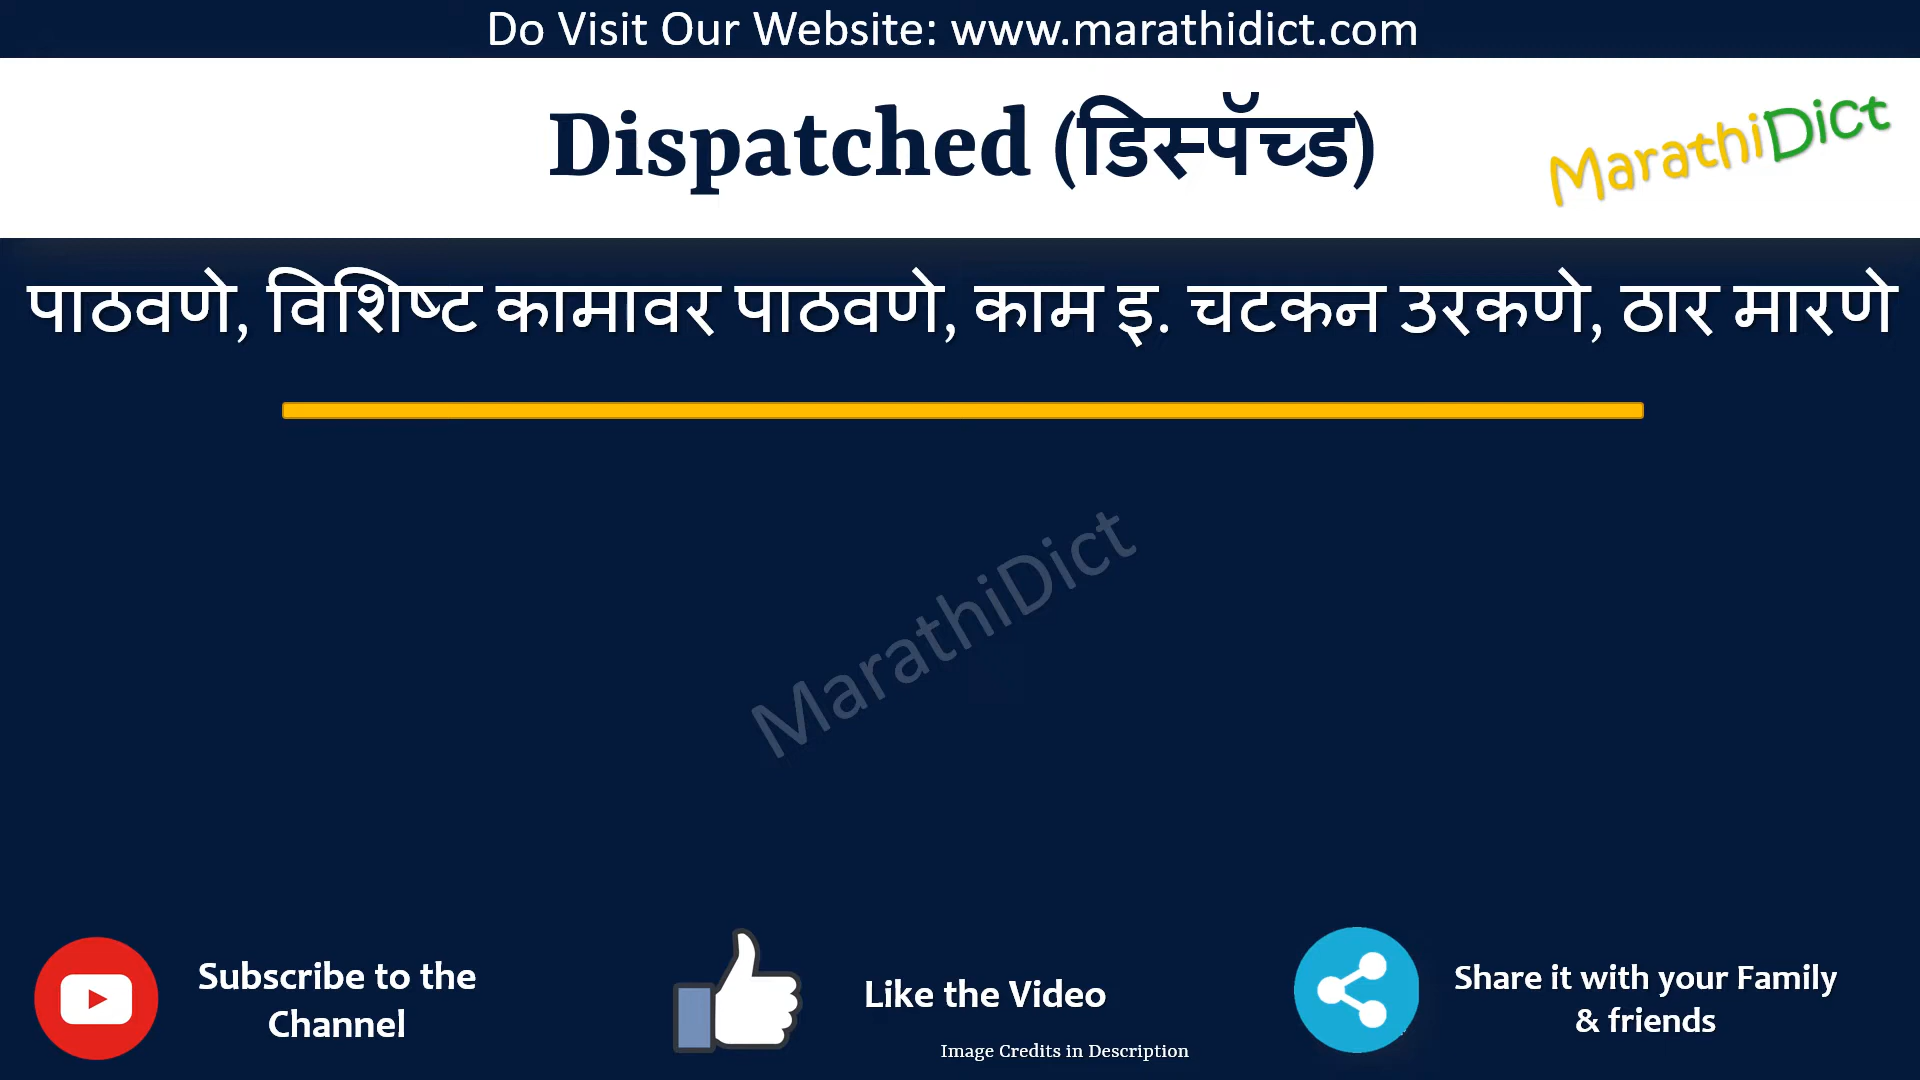 Do Visit Our Website: www.marathidict.com
Dispatched (डिस्पॅच्ड)
MarathiDict
पाठवणे, विशिष्ट कामावर पाठवणे, काम इ. चटकन उरकणे, ठार मारणे
MarathiDict
Subscribe to the
Channel
Like the Video
Share it with your Family
& friends
Image Credits in Description